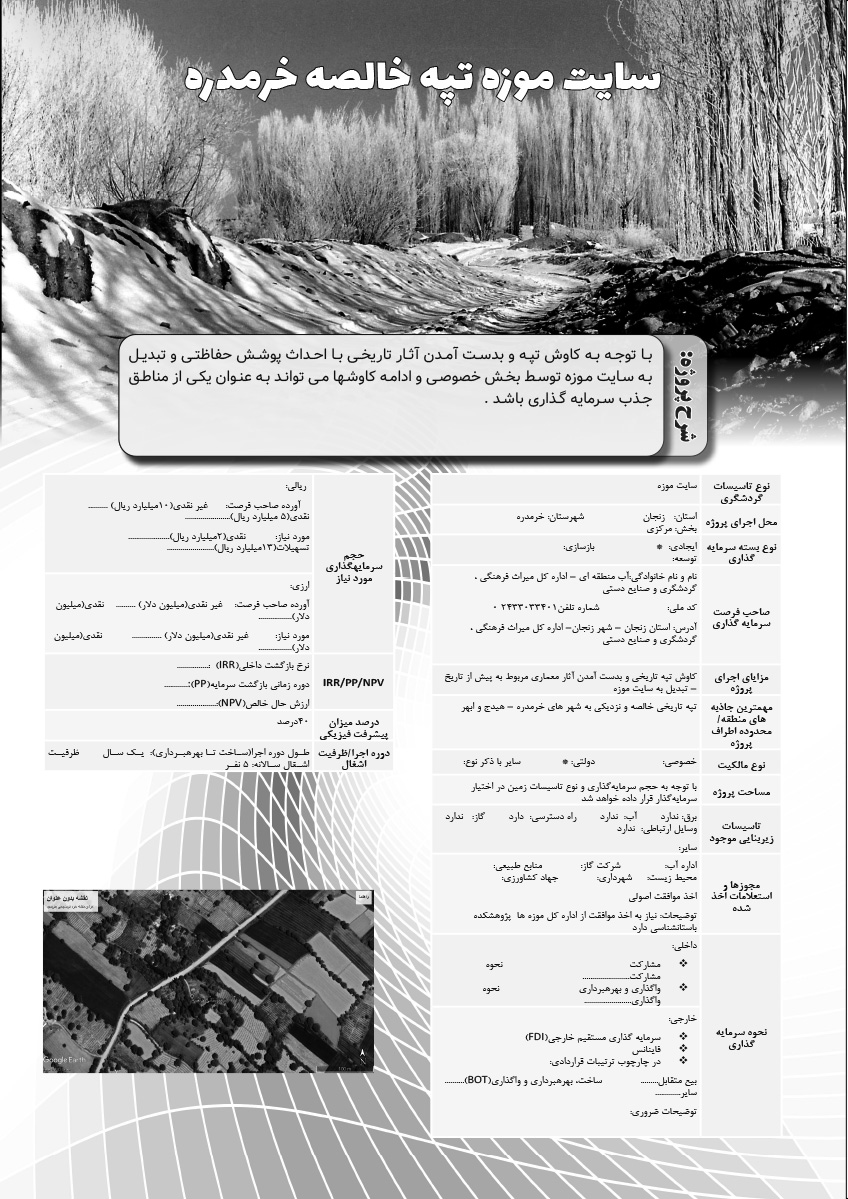 سایت موزه تپه خالصه خرمدره
شرح پروژه:
با توجه به کاوش تپه و بدست آمدن آثار تاریخی با احداث پوشش حفاظتی و تبدیل
به سایت موزه توسط بخش خصوصی و ادامه کاوشها می تواند به عنوان یکی از مناطق
جذب سرمایه گذاری باشد .
نوع تاسیسات
گردشگری
سایت موزه
محل اجرای پروژه
استان: زنجان شهرستان: خرمدره
بخش: مرکزی
نوع بسته سرمایه
گذاری
ایجادی: * بازسازی:
توسعه:
صاحب فرصت
سرمایه گذاری
نام و نام خانوادگی:آب منطقه ای – اداره کل میراث فرهنگی ،
گردشگری و صنایع دستی
کد ملی: شماره تلفن۲۴۳۳۰۳۳۴۰۱ ۰
آدرس: استان زنجان – شهر زنجان– اداره کل میراث فرهنگی ،
گردشگری و صنایع دستی
مزایای اجرای
پروژه
کاوش تپه تاریخی و بدست آمدن آثار معماری مربوط به پیش از تاریخ
– تبدیل به سایت موزه
مهمترین جاذبه
های منطقه/
محدوده اطراف
پروژه
تپه تاریخی خالصه و نزدیکی به شهر های خرمدره – هیدج و ابهر
نوع مالکیت
خصوصی: دولتی: * سایر با ذکر نوع:
مساحت پروژه
با توجه به حجم سرمایه‌گذاری و نوع تاسیسات زمین در اختیار
سرمایه‌گذار قرار داده خواهد شد
تاسیسات
زیربنایی موجود
برق: ندارد آب: ندارد راه دسترسی: دارد گاز: ندارد
وسایل ارتباطی: ندارد
سایر:
مجوزها و
استعلامات اخذ
شده
اداره آب: شرکت گاز: منابع طبیعی:
محیط زیست: شهرداری: جهاد کشاورزی:
اخذ موافقت اصولی
توضیحات: نیاز به اخذ موافقت از اداره کل موزه ها پژوهشکده
باستانشناسی دارد
نحوه سرمایه
گذاری
داخلی:
❖ مشارکت نحوه
مشارکت......................
❖ واگذاری و بهرهبرداری نحوه
واگذاری......................
خارجی:
❖ سرمایه گذاری مستقیم خارجی(FDI)
❖ فاینانس
❖ در چارچوب ترتیبات قراردادی:
بیع متقابل........ ساخت، بهرهبرداری و واگذاری(BOT).........
سایر............
توضیحات ضروری:
حجم
سرمایهگذاری
مورد نیاز
ریالی:
آورده صاحب فرصت: غیر نقدی(۱۰میلیارد ریال) .........
نقدی(۵ میلیارد ریال).....................
مورد نیاز: نقدی(۲میلیارد ریال)...................
تسهیلات(۱۳میلیارد ریال)......................
ارزی:
آورده صاحب فرصت: غیر نقدی(میلیون دلار) ......... نقدی(میلیون
دلار)................
مورد نیاز: غیر نقدی(میلیون دلار) .............. نقدی(میلیون
دلار)................
IRR/PP/NPV
نرخ بازگشت داخلی(IRR) :...............
دوره زمانی بازگشت سرمایه(PP):...........
ارزش حال خالص(NPV):...................
درصد میزان
پیشرفت فیزیکی
۴۰درصد
دوره اجرا/ظرفیت
اشغال
طول دوره اجرا(ساخت تا بهرهبرداری): یک سال ظرفیت
اشتقال سالانه: ۵ نفر
نقشه بدون عنوان
راهنما
Google Earth
100 m